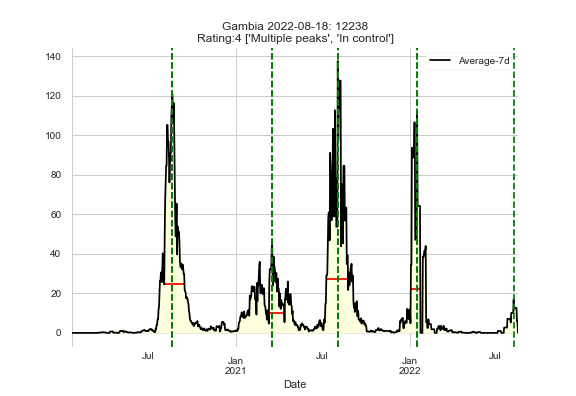 Gambia 2022-08-18: 12238
Rating:4 ['Multiple peaks', 'In control']
Average-7d
140
120
100
80
60
40
20
0
Jul
Jan
2021
Jul
Jan
2022
Jul
Date